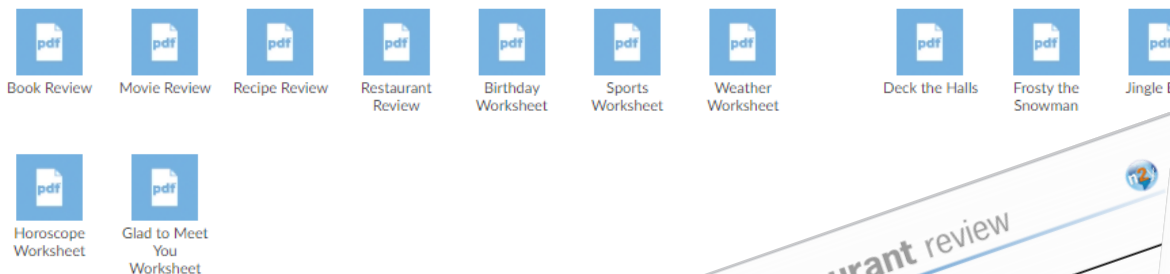 pdf pdf pdf pdf pdf pdf pdf pdf pdf
Book Review Movie Review Recipe Review Restaurant Birthday Sports Weather Deck the Halls Frosty the Jingle
Review Worksheet Worksheet Worksheet Snowman
pdf pdf
Horoscope Glad to Meet
Worksheet You
Worksheet
n2y
review